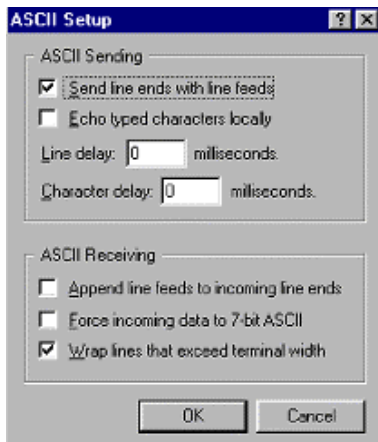 ASCII Setup
ASCII Sending
Send line ends with line feeds
Echo typed characters locally
Line delay: 0 milliseconds.
Character delay: 0 milliseconds.
ASCII Receiving
Append line feeds to incoming line ends
Force incoming data to 7-bit ASCII
Wrap lines that exceed terminal width
OK Cancel